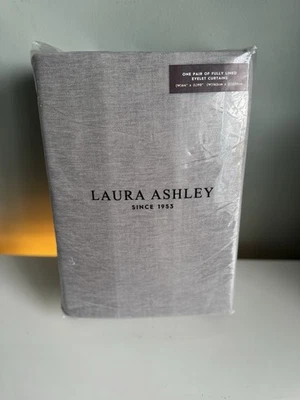 ONE PAIR OF FULLY LINED
EYELET CURTAINS
LAURA ASHLEY
SINCE 1953